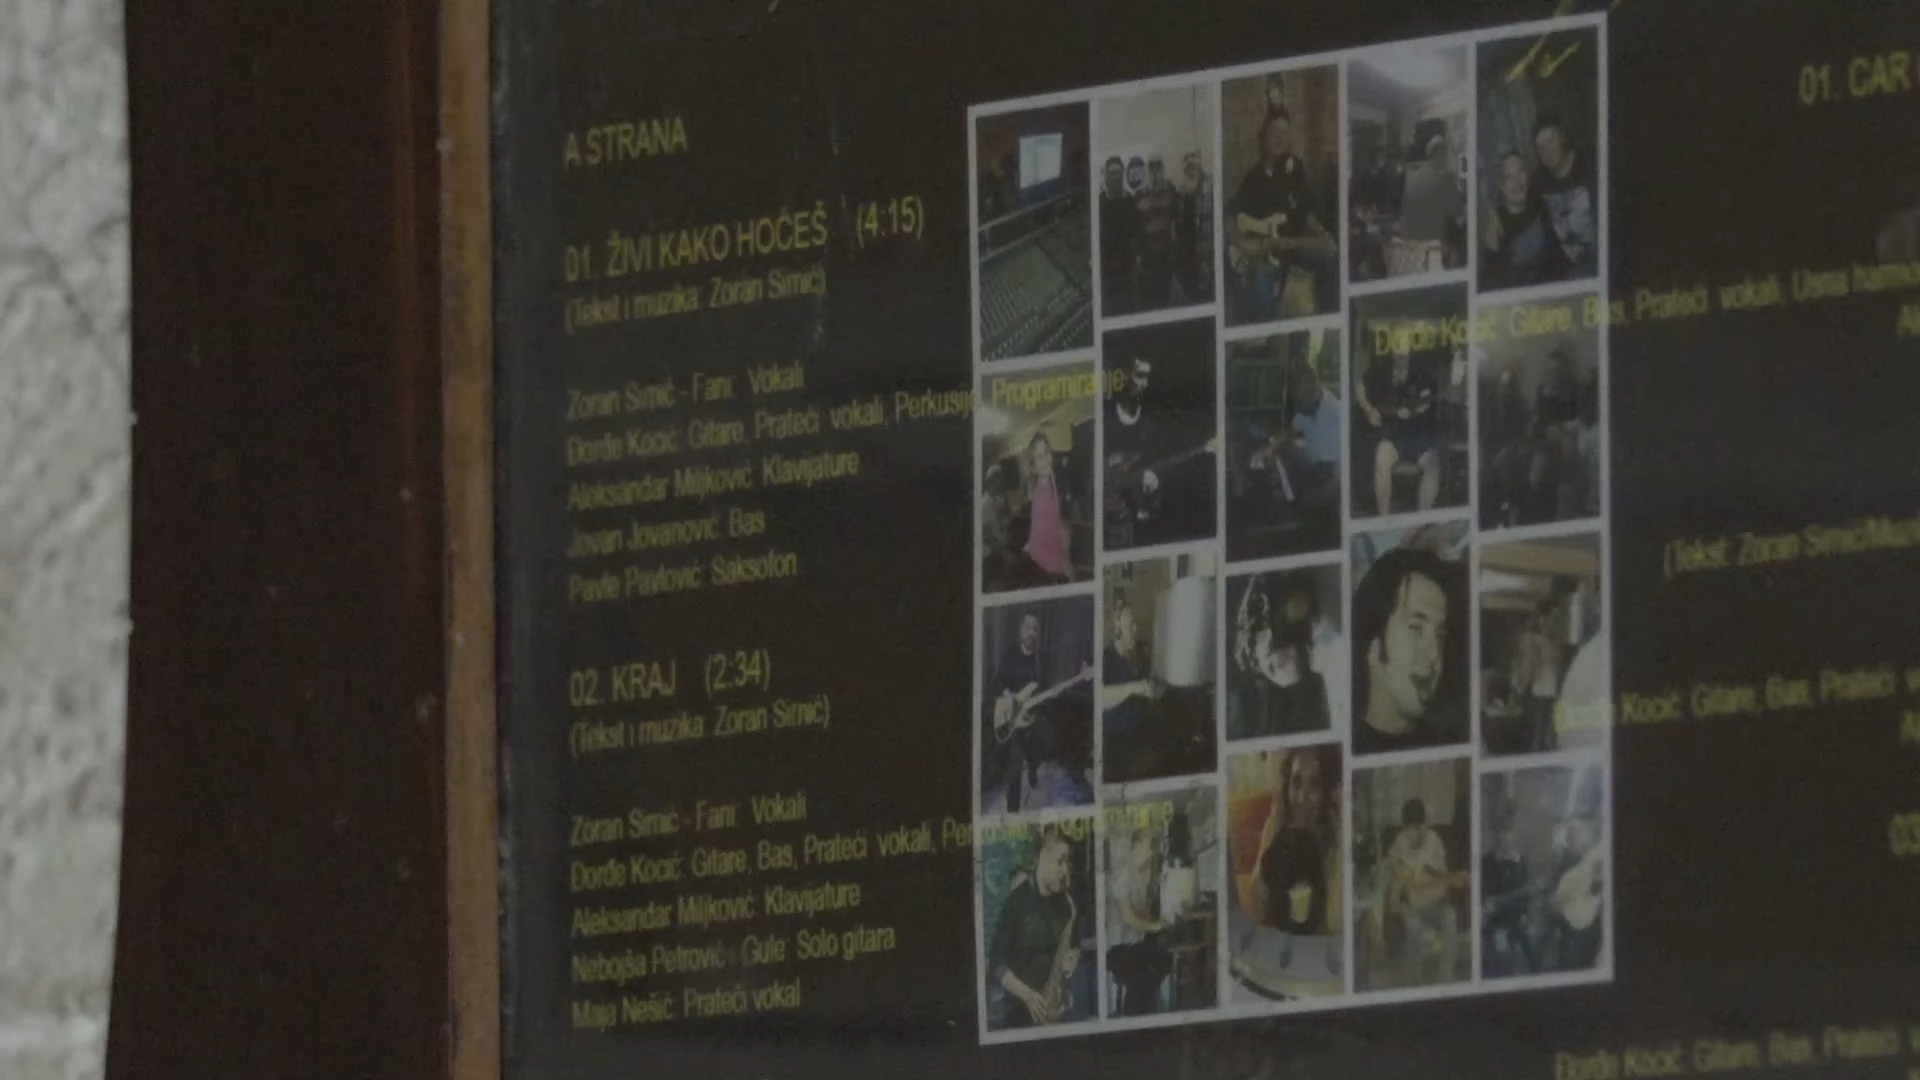 A STRANA
01. ŽIVI KAKO HOĆEŠ (4:15)
(Tekst i muzika: Zoran Simić)
Zoran Simić - Fani: Vokali
Đorđe Kocić: Gitare, Prateći vokali, Perkusije, Programiranje
Aleksandar Miljković: Klavijature
Jovan Jovanović: Bas
Pavle Pavlović: Saksofon
02. KRAJ (2:34)
(Tekst i muzika: Zoran Simić)
Zoran Simić - Fani: Vokali
Đorđe Kocić: Gitare, Bas, Prateći vokali, Perkusije, Programiranje
Aleksandar Miljković: Klavijature
Nebojša Petrović - Gule: Solo gitara
Maja Nešić: Prateći vokal
01. CAR
Đorđe Kocić: Gitare, Bas, Prateći vokali, Usna
(Tekst: Zoran Simić/
Đorđe Kocić: Gitare, Bas, Prateći
03
Đorđe Kocić: Gitare, Bas, Prateći